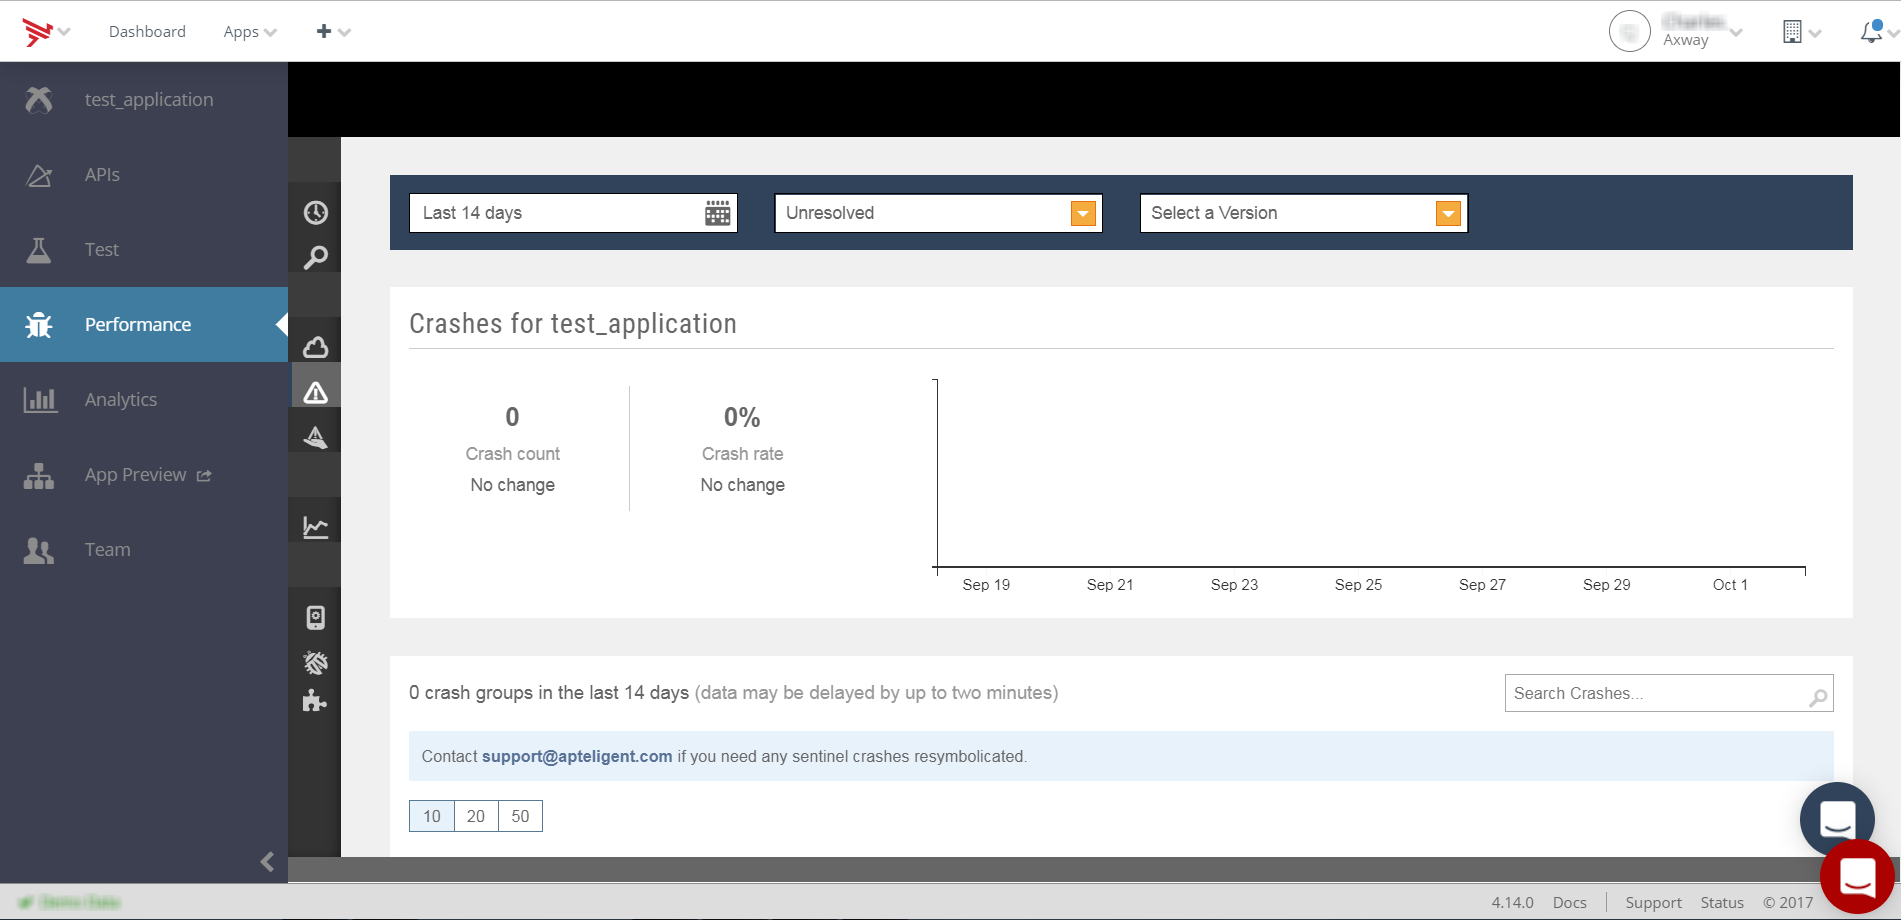 Dashboard Apps
Axway
test_application
APIs
Test
Performance
Analytics
App Preview
Team
Last 14 days Unresolved Select a Version
Crashes for test_application
0 0%
Crash count Crash rate
No change No change
Sep 19 Sep 21 Sep 23 Sep 25 Sep 27 Sep 29 Oct 1
0 crash groups in the last 14 days (data may be delayed by up to two minutes) Search Crashes...
Contact support@apteligent.com if you need any sentinel crashes resymbolicated.
10 20 50
4.14.0 Docs Support Status © 2017